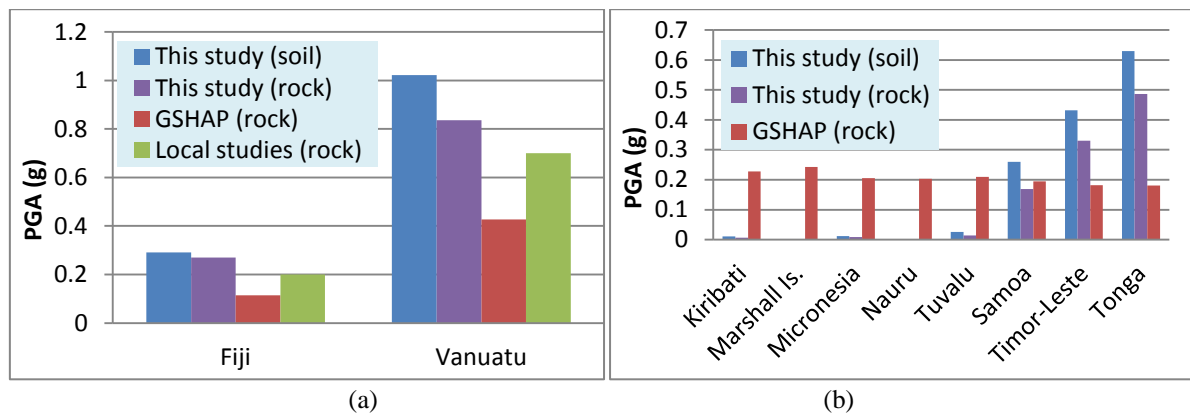 1.2
1
0.8
0.6
0.4
0.2
0
PGA (g)
This study (soil)
This study (rock)
GSHAP (rock)
Local studies (rock)
Fiji Vanuatu
(a)
0.7
0.6
0.5
0.4
0.3
0.2
0.1
0
PGA (g)
This study (soil)
This study (rock)
GSHAP (rock)
Kiribati
Marshall Is.
Micronesia
Nauru
Tuvalu
Samoa
Timor-Leste
Tonga
(b)